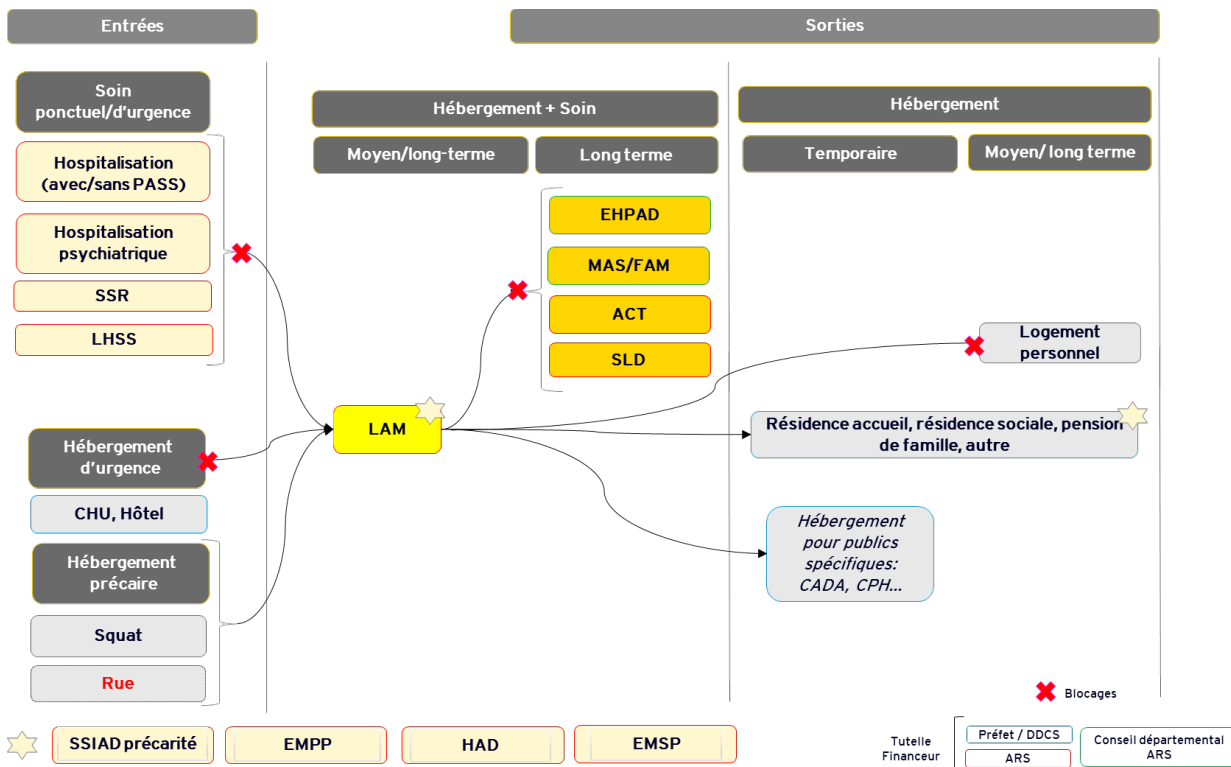 Entrées
Sorties
Soin
ponctuel/d'urgence
Hospitalisation
(avec/sans PASS)
Hospitalisation
psychiatrique
SSR
LHSS
Hébergement
d'urgence
CHU, Hôtel
Hébergement
précaire
Squat
Rue
Hébergement + Soin
Moyen/long-terme
Long terme
EHPAD
MAS/FAM
ACT
SLD
LAM
Hébergement
Temporaire
Moyen/ long terme
Logement
personnel
Résidence accueil, résidence sociale, pension
de famille, autre
Hébergement
pour publics
spécifiques:
CADA, CPH...
Blocages
SSIAD précarité
EMPP
HAD
EMSP
Tutelle
Financeur
Préfet / DDCS
ARS
Conseil départemental
ARS